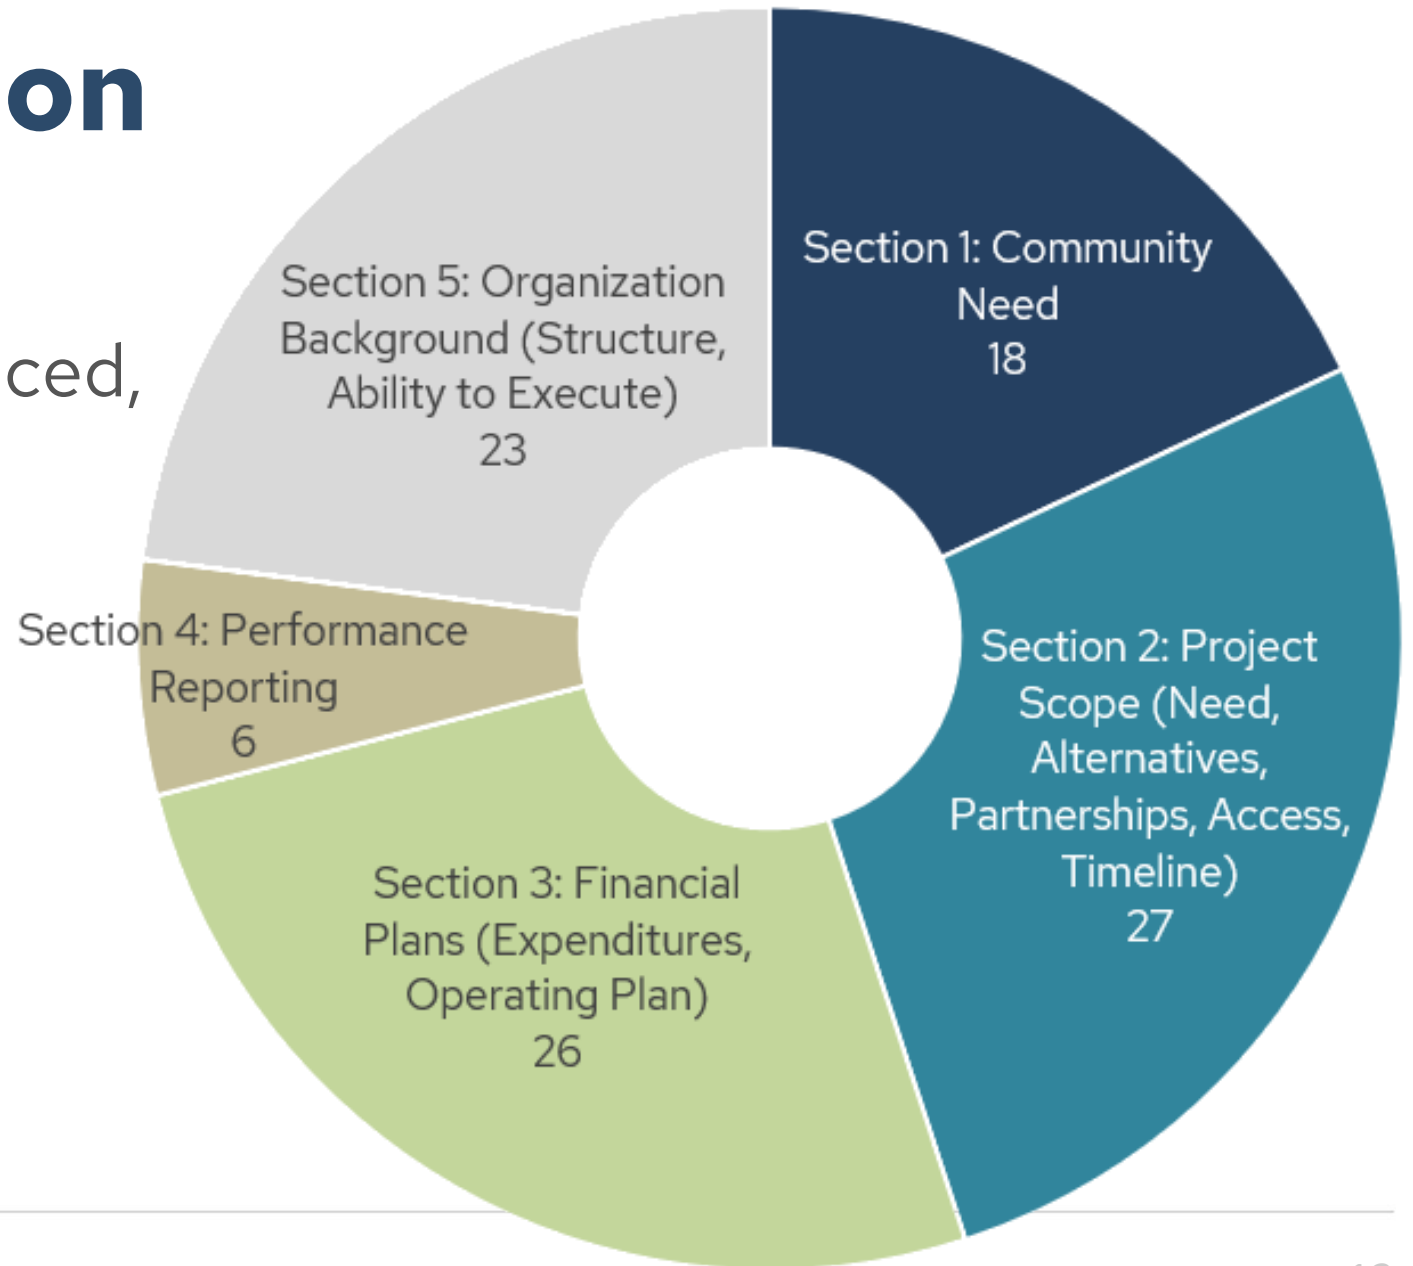 on
ced,
Section 1: Community
Need
18
Section 2: Project
Scope (Need,
Alternatives,
Partnerships, Access,
Timeline)
27
Section 3: Financial
Plans (Expenditures,
Operating Plan)
26
Section 4: Performance
Reporting
6
Section 5: Organization
Background (Structure,
Ability to Execute)
23